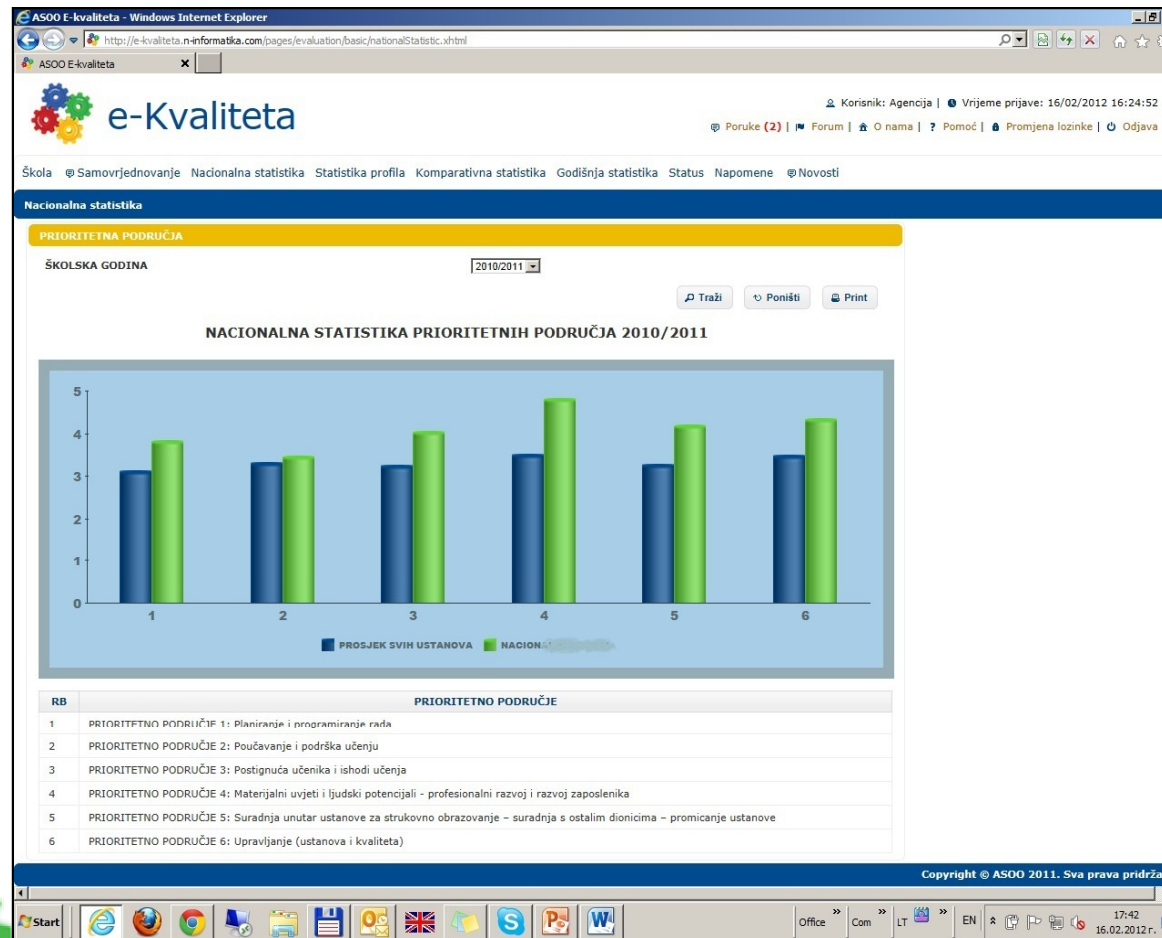 ASOO E-kvaliteta - Windows Internet Explorer
http://e-kvaliteta.n-informatika.com/pages/evaluation/basic/nationalStatistic.xhtml
ASOO E-kvaliteta
e-Kvaliteta
Korisnik: Agencija | Vrijeme prijave: 16/02/2012 16:24:52
Poruke (2) | Forum | O nama | ? Pomoć | Promjena lozinke | Odjava
Škola Samovrjednovanje Nacionalna statistika Statistika profila Komparativna statistika Godišnja statistika Status Napomene Novosti
Nacionalna statistika
PRIORITETNA PODRUČJA
ŠKOLSKA GODINA 2010/2011
Traži Poništi Print
NACIONALNA STATISTIKA PRIORITETNIH PODRUČJA 2010/2011
5
4
3
2
1
0
1 2 3 4 5 6
PROSJEK SVIH USTANOVA
RB PRIORITETNO PODRUČJE
1 PRIORITETNO PODRUČJE 1: Planiranje i programiranje rada
2 PRIORITETNO PODRUČJE 2: Poučavanje i podrška učenju
3 PRIORITETNO PODRUČJE 3: Postignuća učenika i ishodi učenja
4 PRIORITETNO PODRUČJE 4: Materijalni uvjeti i ljudski potencijali - profesionalni razvoj i razvoj zaposlenika
5 PRIORITETNO PODRUČJE 5: Suradnja unutar ustanove za strukovno obrazovanje – suradnja s ostalim dionicima – promicanje ustanove
6 PRIORITETNO PODRUČJE 6: Upravljanje (ustanova i kvaliteta)
Copyright © ASOO 2011. Sva prava pridrža
Start Office » Com » LT » EN 17:42
16.02.2012 г.